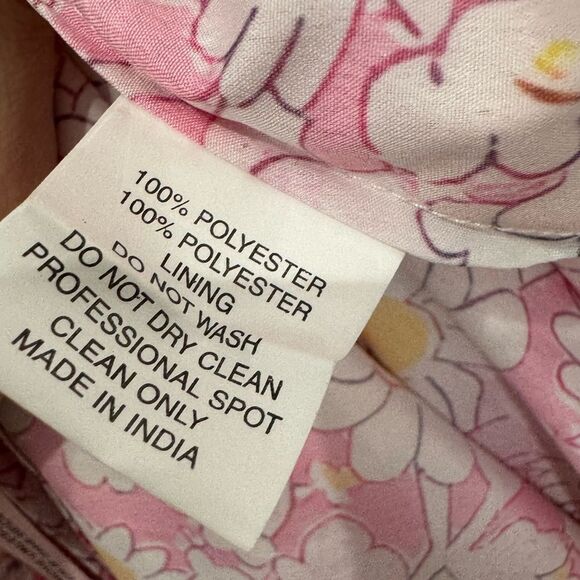 100% POLYESTER
100% POLYESTER
LINING
DO NOT WASH
DO NOT DRY CLEAN
PROFESSIONAL SPOT
CLEAN ONLY
MADE IN INDIA